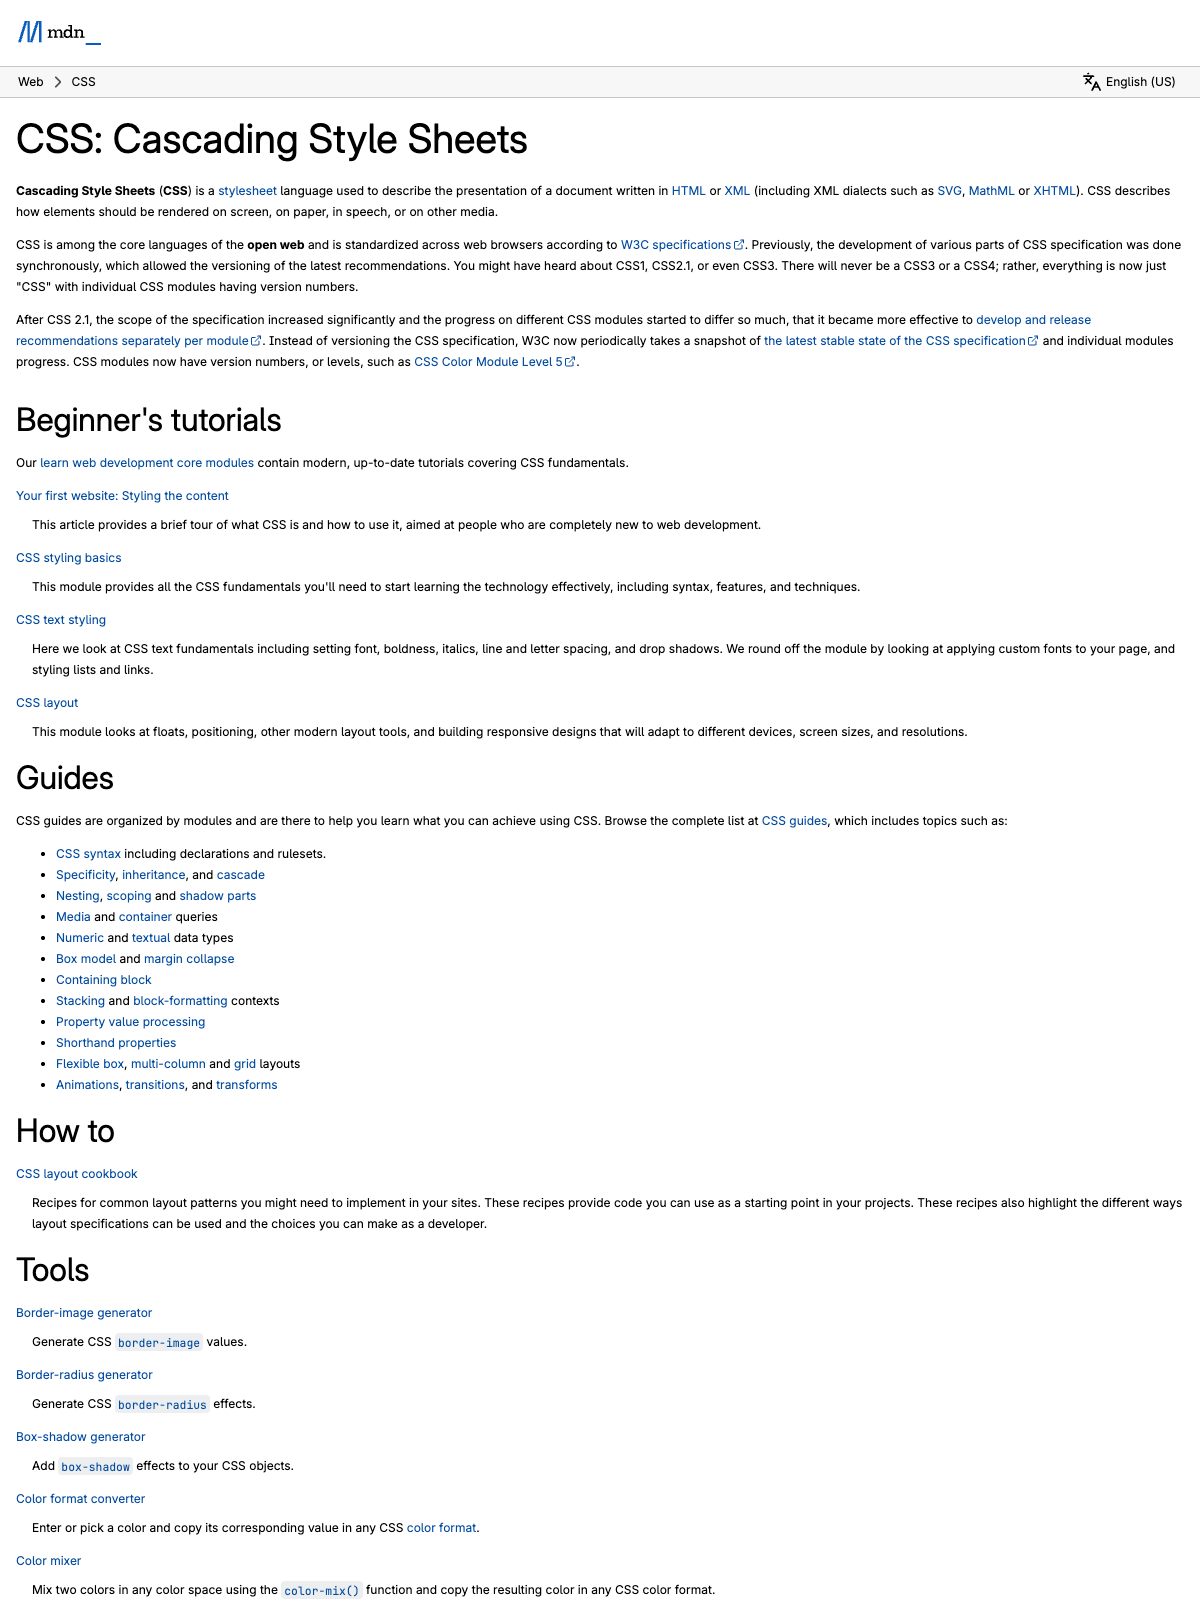 mdn_
Web CSS English (US)
CSS: Cascading Style Sheets
Cascading Style Sheets (CSS) is a stylesheet language used to describe the presentation of a document written in HTML or XML (including XML dialects such as SVG, MathML or XHTML). CSS describes
how elements should be rendered on screen, on paper, in speech, or on other media.
CSS is among the core languages of the open web and is standardized across web browsers according to W3C specifications. Previously, the development of various parts of CSS specification was done
synchronously, which allowed the versioning of the latest recommendations. You might have heard about CSS1, CSS2.1, or even CSS3. There will never be a CSS3 or a CSS4; rather, everything is now just
"CSS" with individual CSS modules having version numbers.
After CSS 2.1, the scope of the specification increased significantly and the progress on different CSS modules started to differ so much, that it became more effective to develop and release
recommendations separately per module. Instead of versioning the CSS specification, W3C now periodically takes a snapshot of the latest stable state of the CSS specification and individual modules
progress. CSS modules now have version numbers, or levels, such as CSS Color Module Level 5.
Beginner's tutorials
Our learn web development core modules contain modern, up-to-date tutorials covering CSS fundamentals.
Your first website: Styling the content
This article provides a brief tour of what CSS is and how to use it, aimed at people who are completely new to web development.
CSS styling basics
This module provides all the CSS fundamentals you'll need to start learning the technology effectively, including syntax, features, and techniques.
CSS text styling
Here we look at CSS text fundamentals including setting font, boldness, italics, line and letter spacing, and drop shadows. We round off the module by looking at applying custom fonts to your page, and
styling lists and links.
CSS layout
This module looks at floats, positioning, other modern layout tools, and building responsive designs that will adapt to different devices, screen sizes, and resolutions.
Guides
CSS guides are organized by modules and are there to help you learn what you can achieve using CSS. Browse the complete list at CSS guides, which includes topics such as:
• CSS syntax including declarations and rulesets.
• Specificity, inheritance, and cascade
• Nesting, scoping and shadow parts
• Media and container queries
• Numeric and textual data types
• Box model and margin collapse
• Containing block
• Stacking and block-formatting contexts
• Property value processing
• Shorthand properties
• Flexible box, multi-column and grid layouts
• Animations, transitions, and transforms
How to
CSS layout cookbook
Recipes for common layout patterns you might need to implement in your sites. These recipes provide code you can use as a starting point in your projects. These recipes also highlight the different ways
layout specifications can be used and the choices you can make as a developer.
Tools
Border-image generator
Generate CSS border-image values.
Border-radius generator
Generate CSS border-radius effects.
Box-shadow generator
Add box-shadow effects to your CSS objects.
Color format converter
Enter or pick a color and copy its corresponding value in any CSS color format.
Color mixer
Mix two colors in any color space using the color-mix() function and copy the resulting color in any CSS color format.